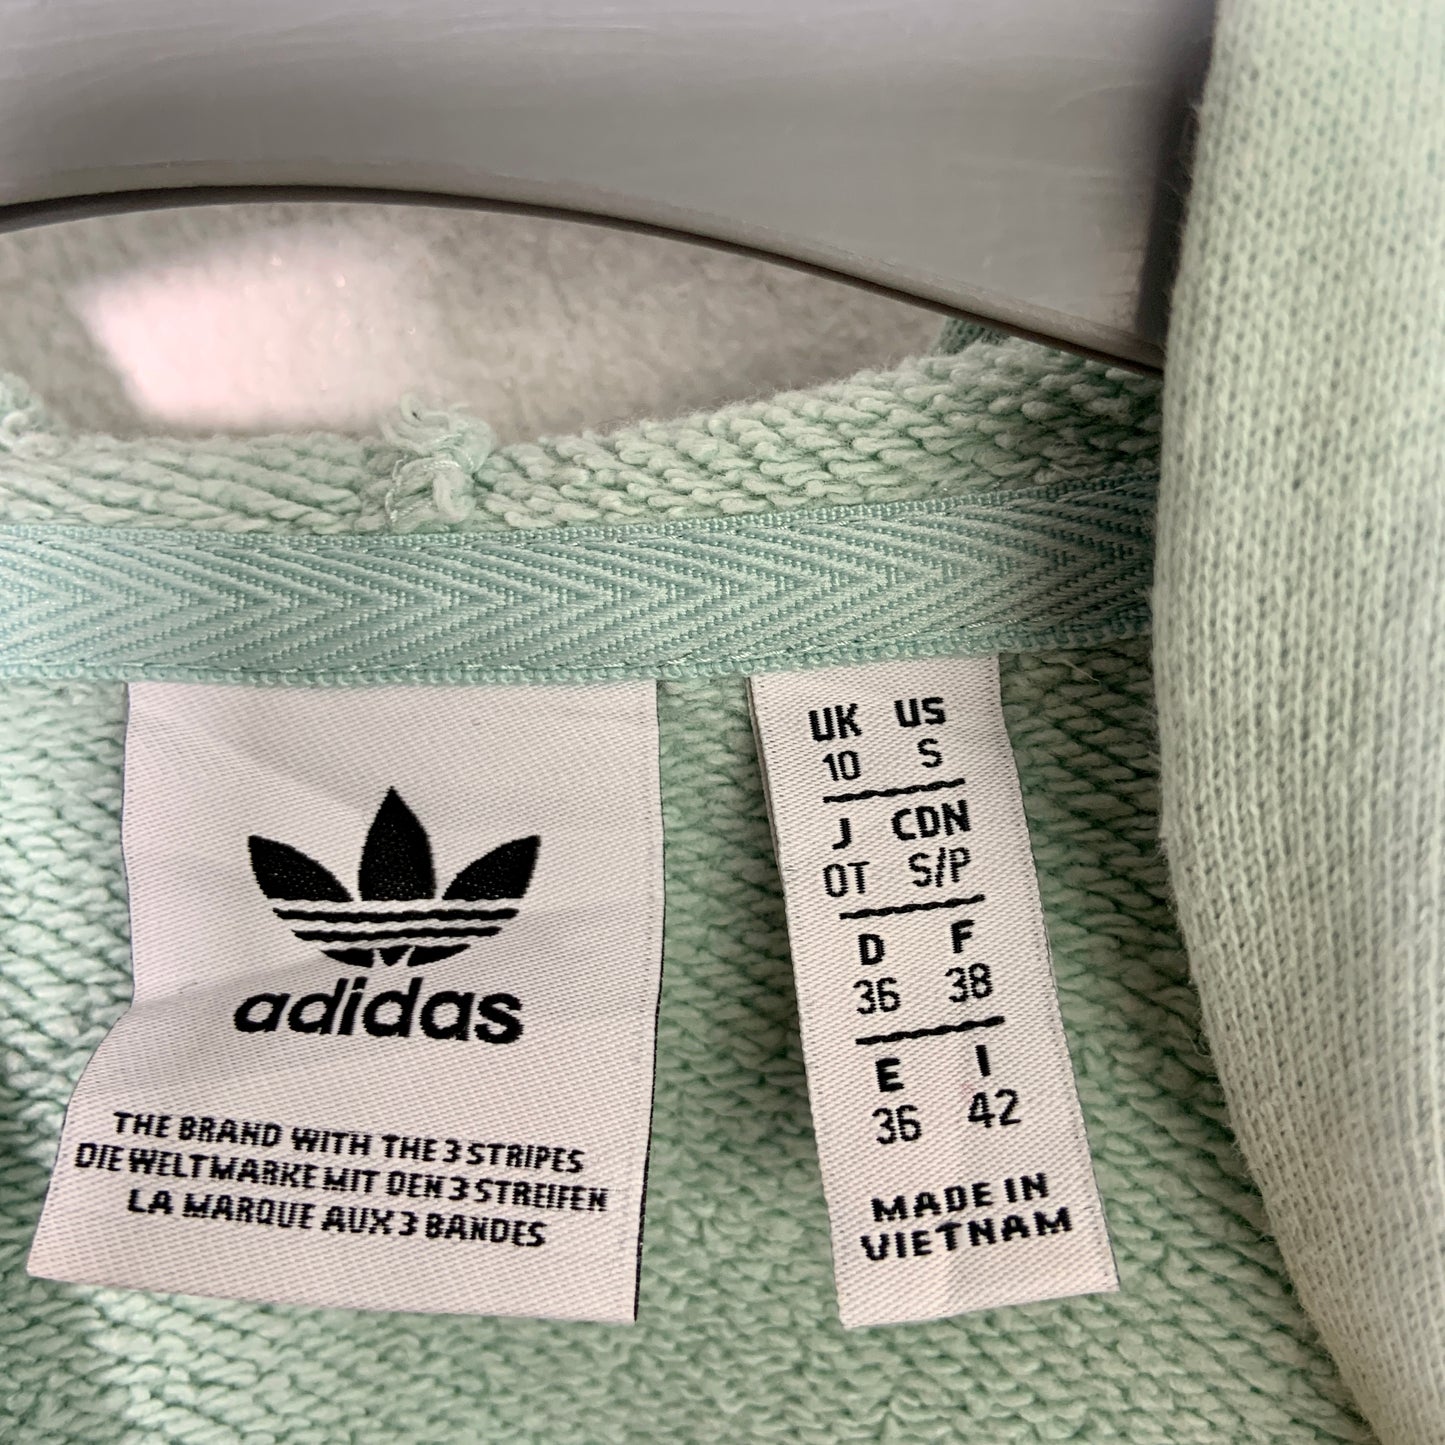 adidas
THE BRAND WITH THE 3 STRIPES
DIE WELTMARKE MIT DEN 3 STREIFEN
LA MARQUE AUX 3 BANDES
UK US
10 S
J CDN
OT S/P
D F
36 38
E I
36 42
MADE IN
VIETNAM